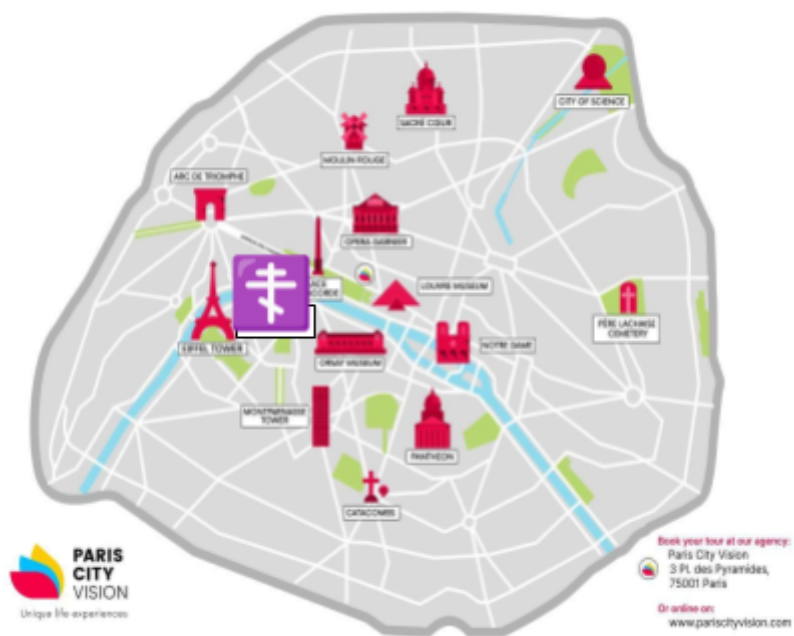 CITY OF SCIENCE
SACRÉ CŒUR
MOULIN ROUGE
ARC DE TRIOMPHE
OPERA GARNIER
LOUVRE MUSEUM
PÈRE LACHAISE
CEMETERY
EIFFEL TOWER
ORSAY MUSEUM
NOTRE DAME
MONTPARNASSE
TOWER
PANTHEON
CATACOMBS
PARIS
CITY
VISION
Unique life experiences
Book your tour at our agency:
Paris City Vision
3 Pl. des Pyramides,
75001 Paris
Or online on:
www.pariscityvision.com